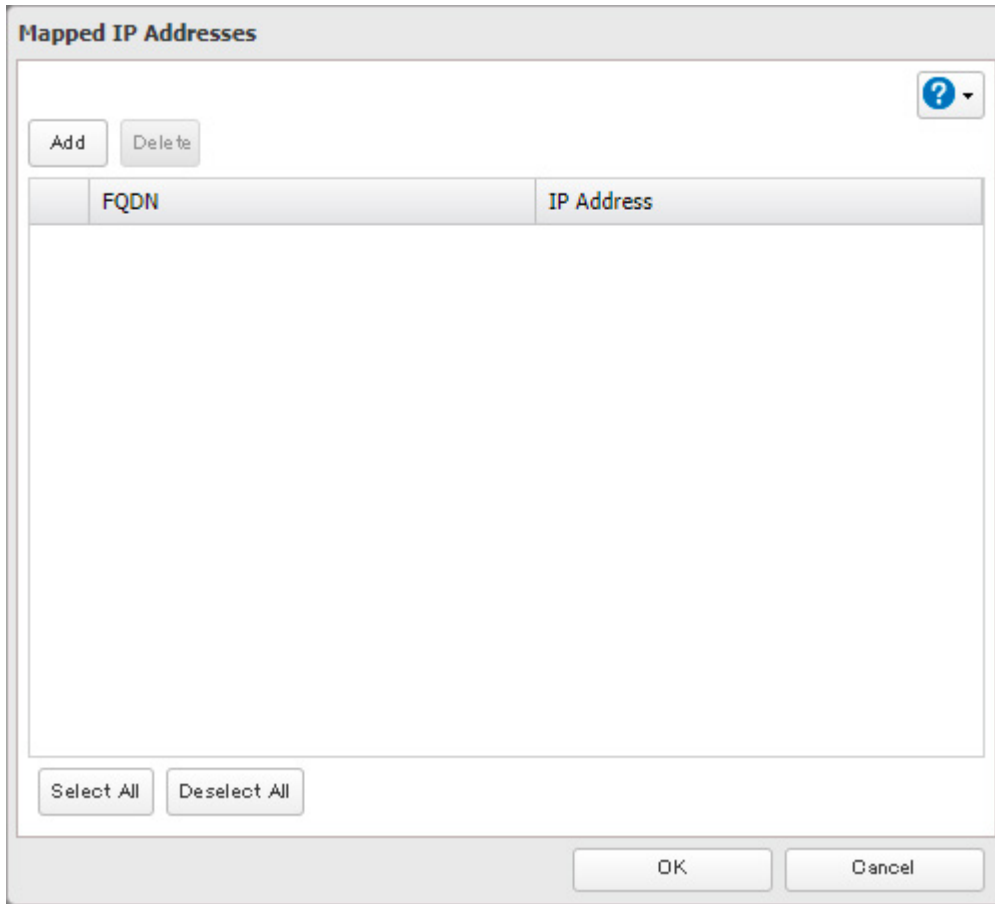 Mapped IP Addresses
?
Add Delete
FQDN IP Address
Select All Deselect All
OK Cancel